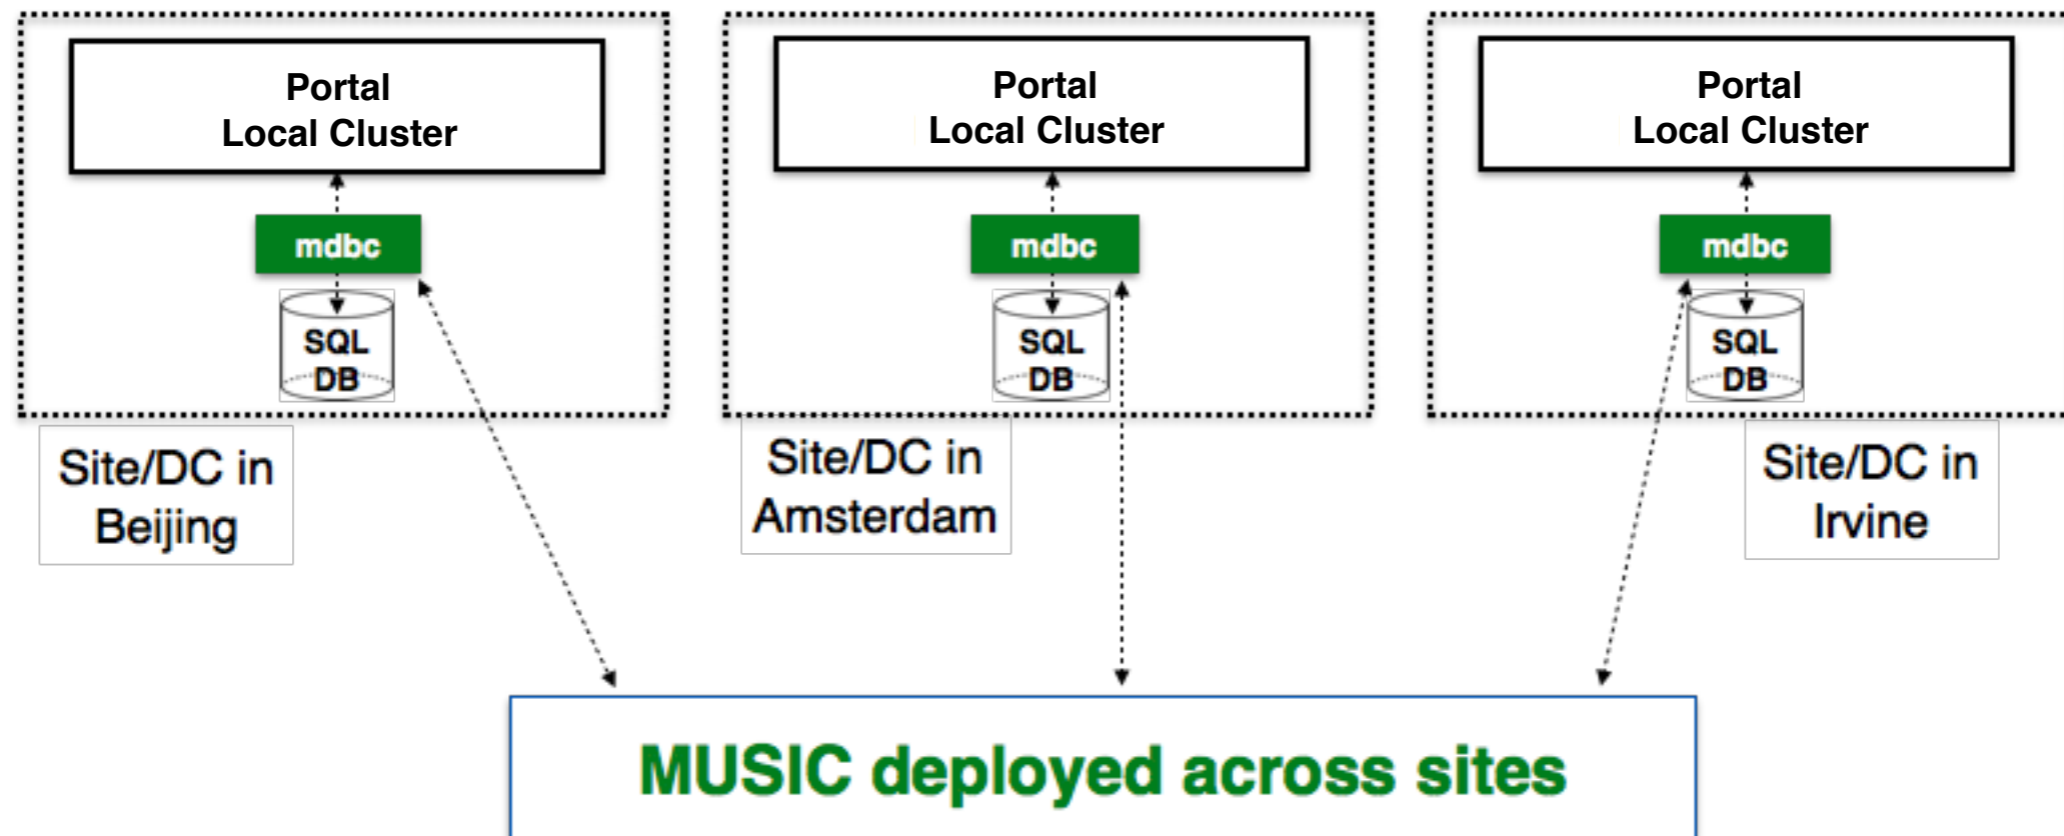 Portal
Local Cluster
mdbc
SQL
DB
Site/DC in
Beijing
Portal
Local Cluster
mdbc
SQL
DB
Site/DC in
Amsterdam
Portal
Local Cluster
mdbc
SQL
DB
Site/DC in
Irvine
MUSIC deployed across sites